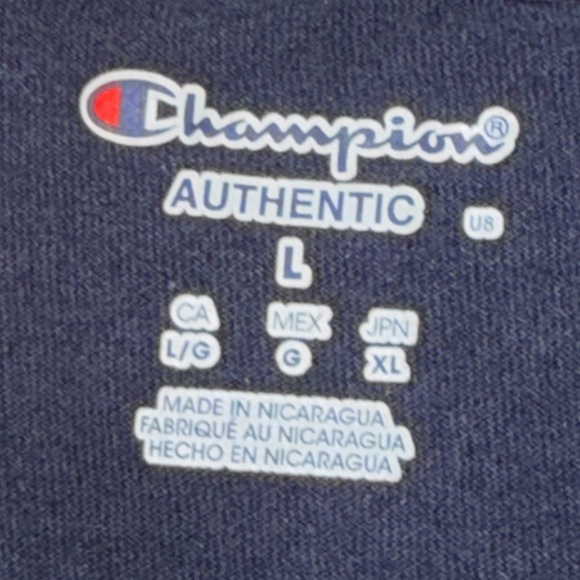 Champion®
AUTHENTIC
US
L
CA MEX JPN
L/G G XL
MADE IN NICARAGUA
FABRIQUÉ AU NICARAGUA
HECHO EN NICARAGUA